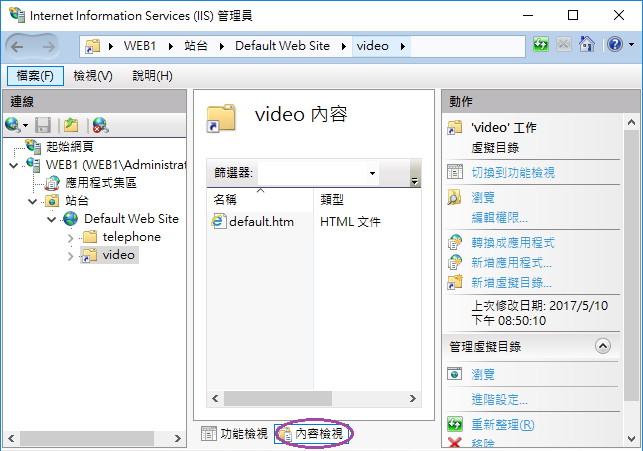 Internet Information Services (IIS) 管理員
WEB1 站台 Default Web Site video
檔案(F) 檢視(V) 說明(H)
連線
起始網頁
WEB1 (WEB1\Administrat
應用程式集區
站台
Default Web Site
telephone
video
video 內容
篩選器:
名稱 類型
default.htm HTML 文件
功能檢視 內容檢視
動作
'video' 工作
虛擬目錄
切換到功能檢視
瀏覽
編輯權限...
轉換成應用程式
新增應用程式...
新增虛擬目錄...
上次修改日期: 2017/5/10
下午 08:50:10
管理虛擬目錄
瀏覽
進階設定...
重新整理(R)
移除